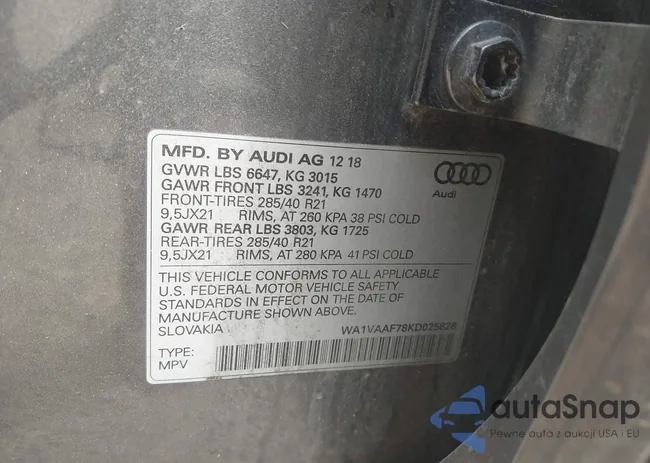 MFD. BY AUDI AG 12 18
GVWR LBS 6647, KG 3015
GAWR FRONT LBS 3241, KG 1470
FRONT-TIRES 285/40 R21
9,5JX21 RIMS, AT 260 KPA 38 PSI COLD
GAWR REAR LBS 3803, KG 1725
REAR-TIRES 285/40 R21
9,5JX21 RIMS, AT 280 KPA 41 PSI COLD
Audi
THIS VEHICLE CONFORMS TO ALL APPLICABLE
U.S. FEDERAL MOTOR VEHICLE SAFETY
STANDARDS IN EFFECT ON THE DATE OF
MANUFACTURE SHOWN ABOVE.
SLOVAKIA WA1VAAF78KD025828
TYPE:
MPV
autaSnap
Pewne auta z aukcji USA i EU